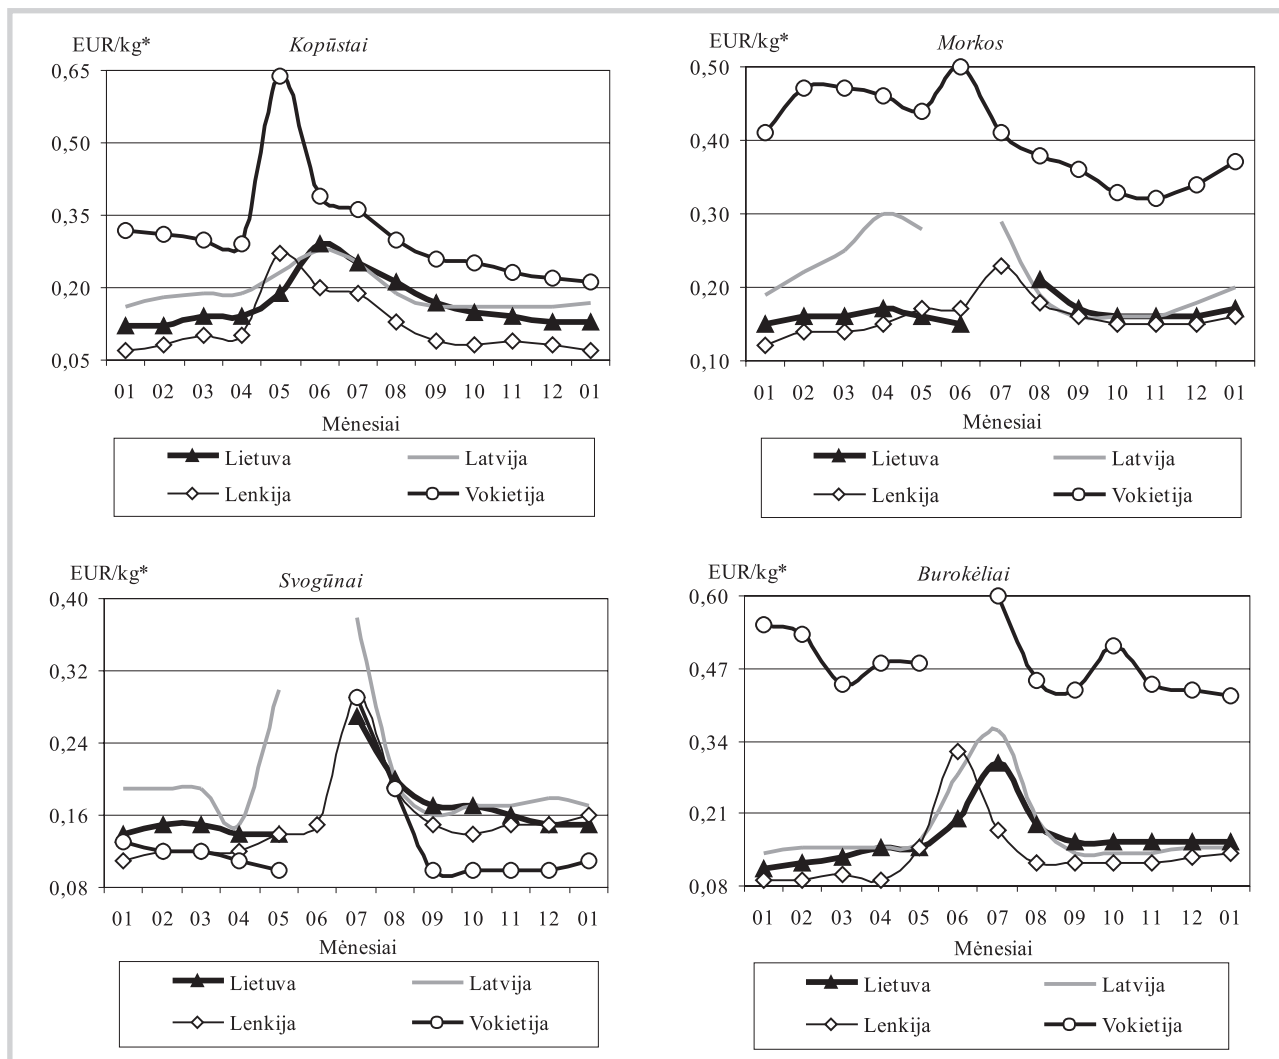 EUR/kg*
Kopūstai
0,65
0,50
0,35
0,20
0,05
01 02 03 04 05 06 07 08 09 10 11 12 01
Mėnesiai
Lietuva Latvija
Lenkija Vokietija
EUR/kg*
Morkos
0,50
0,40
0,30
0,20
0,10
01 02 03 04 05 06 07 08 09 10 11 12 01
Mėnesiai
Lietuva Latvija
Lenkija Vokietija
EUR/kg*
Svogūnai
0,40
0,32
0,24
0,16
0,08
01 02 03 04 05 06 07 08 09 10 11 12 01
Mėnesiai
Lietuva Latvija
Lenkija Vokietija
EUR/kg*
Burokėliai
0,60
0,47
0,34
0,21
0,08
01 02 03 04 05 06 07 08 09 10 11 12 01
Mėnesiai
Lietuva Latvija
Lenkija Vokietija